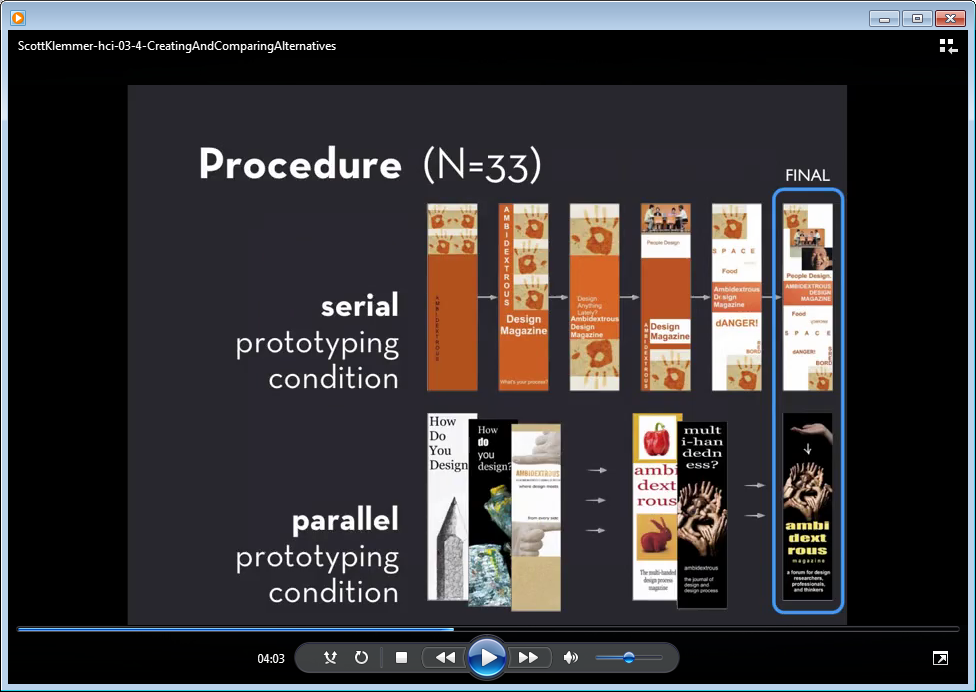 ScottKlemmer-hci-03-4-CreatingAndComparingAlternatives
Procedure (N=33)
FINAL
serial
prototyping
condition
AMBIDEXTROUS
AMBIDEXTROUS
Design
Magazine
What's your process?
Design
Anything
Lately?
Ambidextrous
Design
Magazine
People Design
AMBIDEXTROUS
Design
Magazine
SPACE
Food
Ambidextrous
Design
Magazine
dANGER!
People Design.
AMBIDEXTROUS
DESIGN
MAGAZINE
Food
SPACE
dANGER!
BORD
parallel
prototyping
condition
How
Do
You
Design
How
do
you
design?
AMBIDEXTROUS
where design meets
from every side
ambi
dext
rous
The multi-handed
design process
magazine
mult
i-han
dedn
ess?
ambidextrous
the journal of
design and
design process
ambi
dext
rous
magazine
a forum for design
researchers,
professionals,
and thinkers
04:03